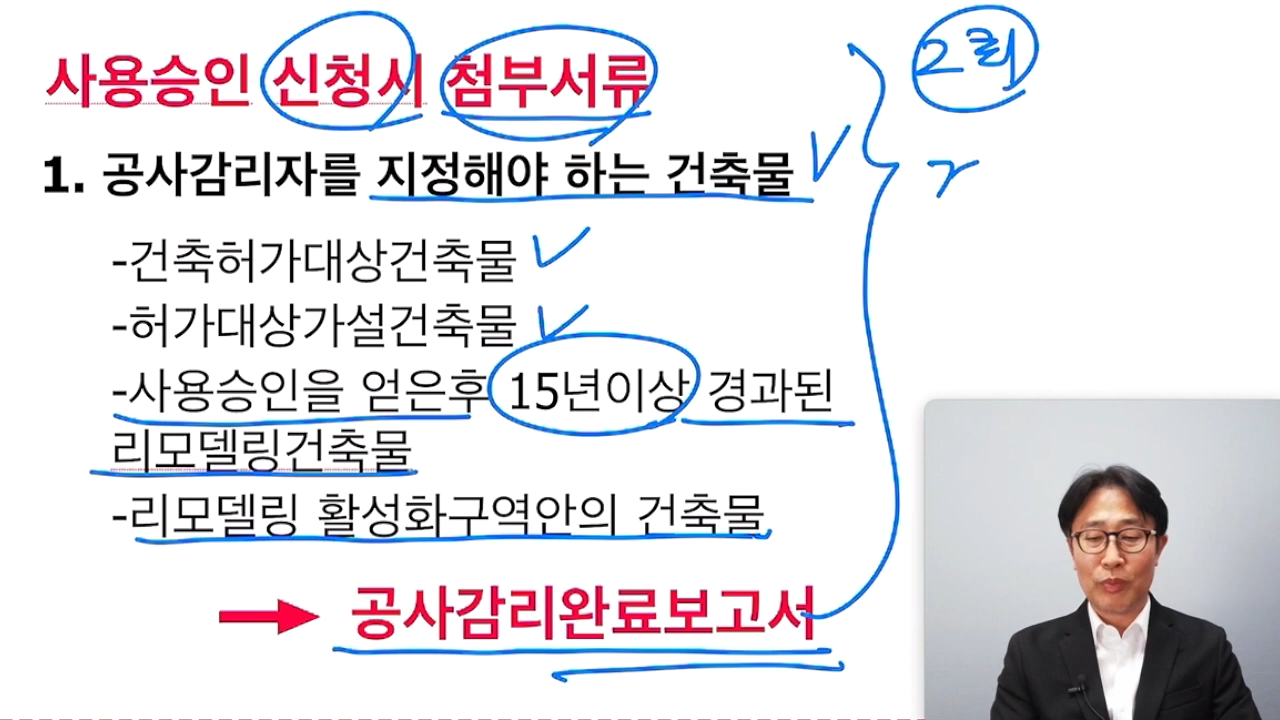 사용승인 신청시 첨부서류
2회
1. 공사감리자를 지정해야 하는 건축물
-건축허가대상건축물
-허가대상가설건축물
-사용승인을 얻은후 15년이상 경과된
리모델링건축물
-리모델링 활성화구역안의 건축물
공사감리완료보고서